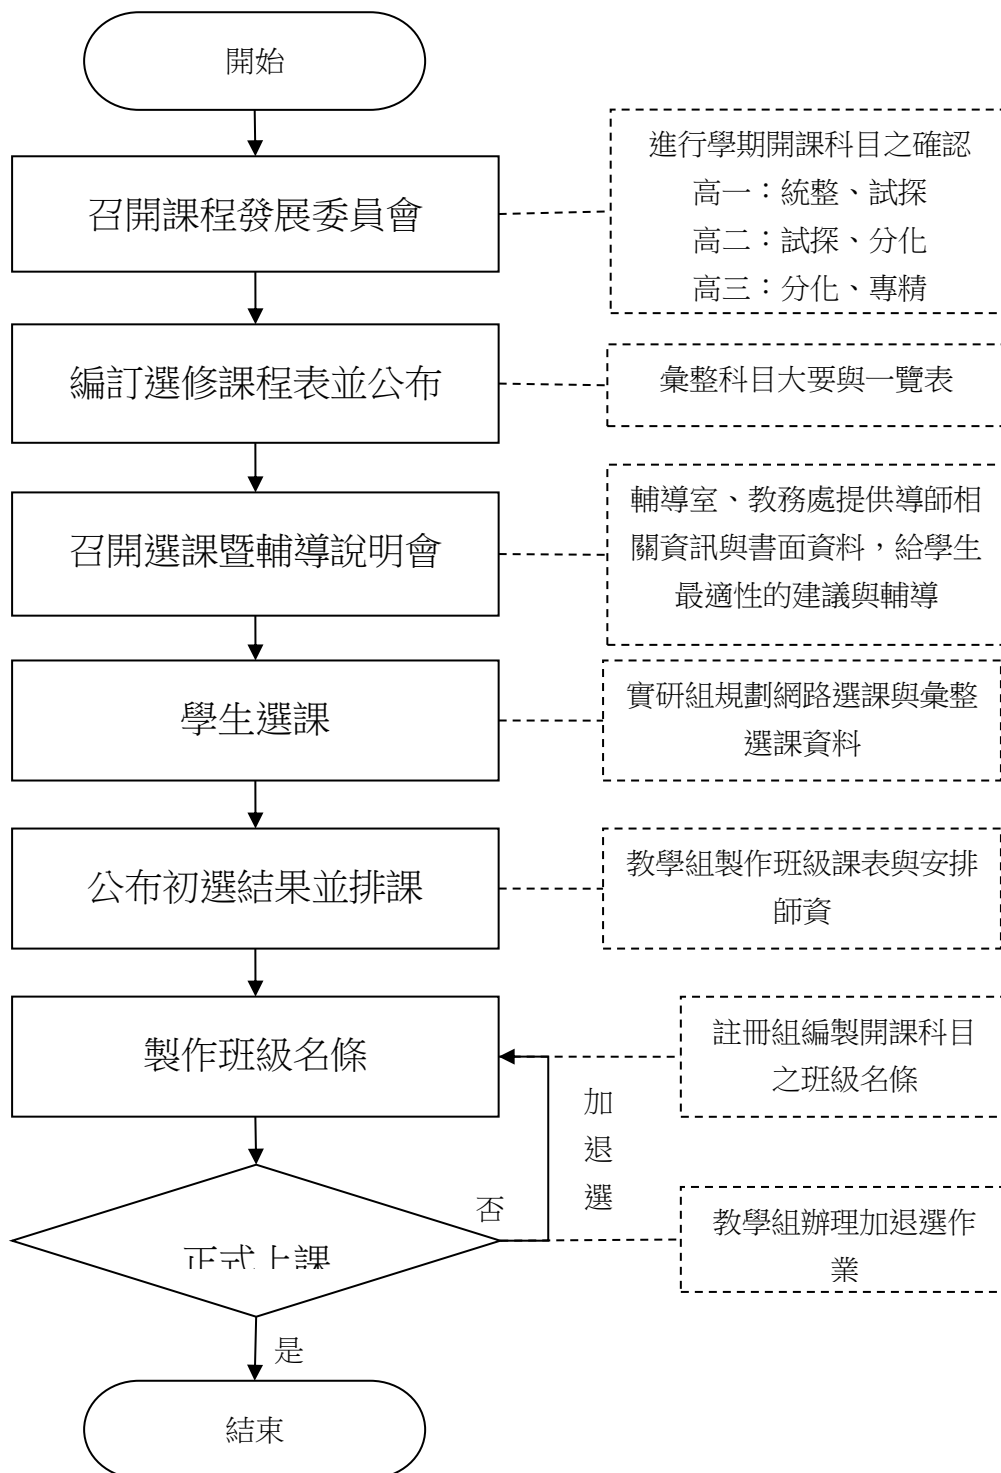 開始
召開課程發展委員會
進行學期開課科目之確認
高一：統整、試探
高二：試探、分化
高三：分化、專精
編訂選修課程表並公布
彙整科目大要與一覽表
召開選課暨輔導說明會
輔導室、教務處提供導師相
關資訊與書面資料，給學生
最適性的建議與輔導
學生選課
實研組規劃網路選課與彙整
選課資料
公布初選結果並排課
教學組製作班級課表與安排
師資
製作班級名條
註冊組編製開課科目
之班級名條
加
退
選
否
正式上課
教學組辦理加退選作
業
是
結束